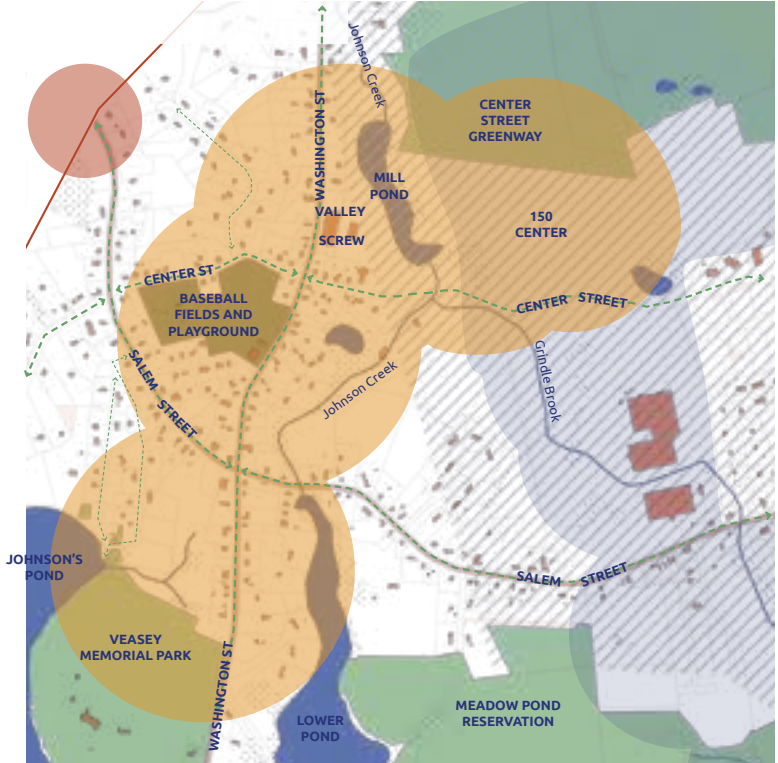 Johnson Creek
CENTER
STREET
GREENWAY
WASHINGTON ST
MILL
POND
VALLEY
SCREW
150
CENTER
CENTER ST
BASEBALL
FIELDS AND
PLAYGROUND
CENTER STREET
SALEM STREET
Johnson Creek
Grindle Brook
JOHNSON'S
POND
SALEM STREET
VEASEY
MEMORIAL PARK
WASHINGTON ST
LOWER
POND
MEADOW POND
RESERVATION